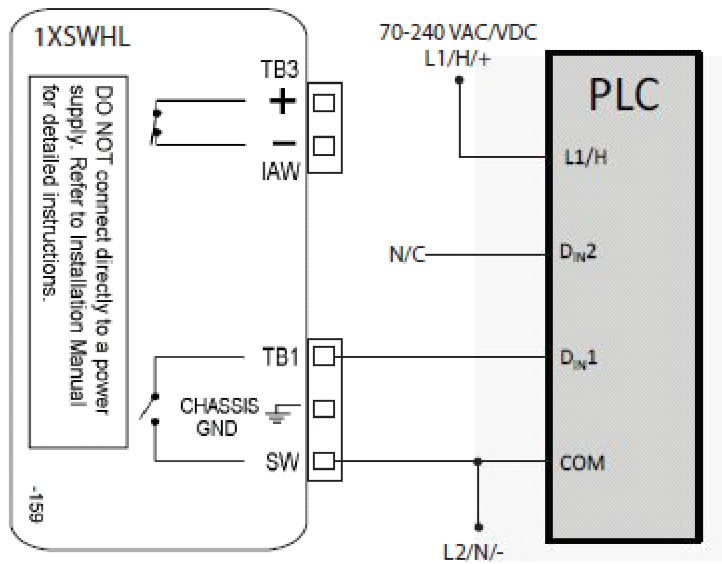 1XSWHL
70-240 VAC/VDC
L1/H/+
PLC
TB3
+
−
IAW
L1/H
DO NOT connect directly to a power
supply. Refer to Installation Manual
for detailed instructions.
N/C
DIN2
TB1
DIN1
CHASSIS
GND
SW
COM
-159
L2/N/-